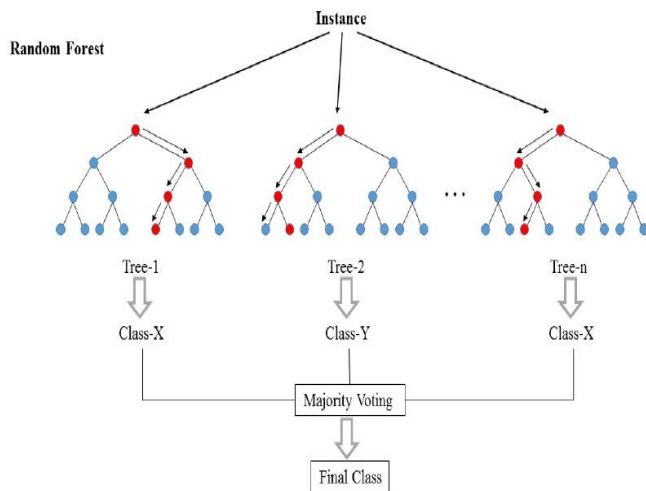 Instance
Random Forest
...
Tree-1 Tree-2 Tree-n
Class-X Class-Y Class-X
Majority Voting
Final Class